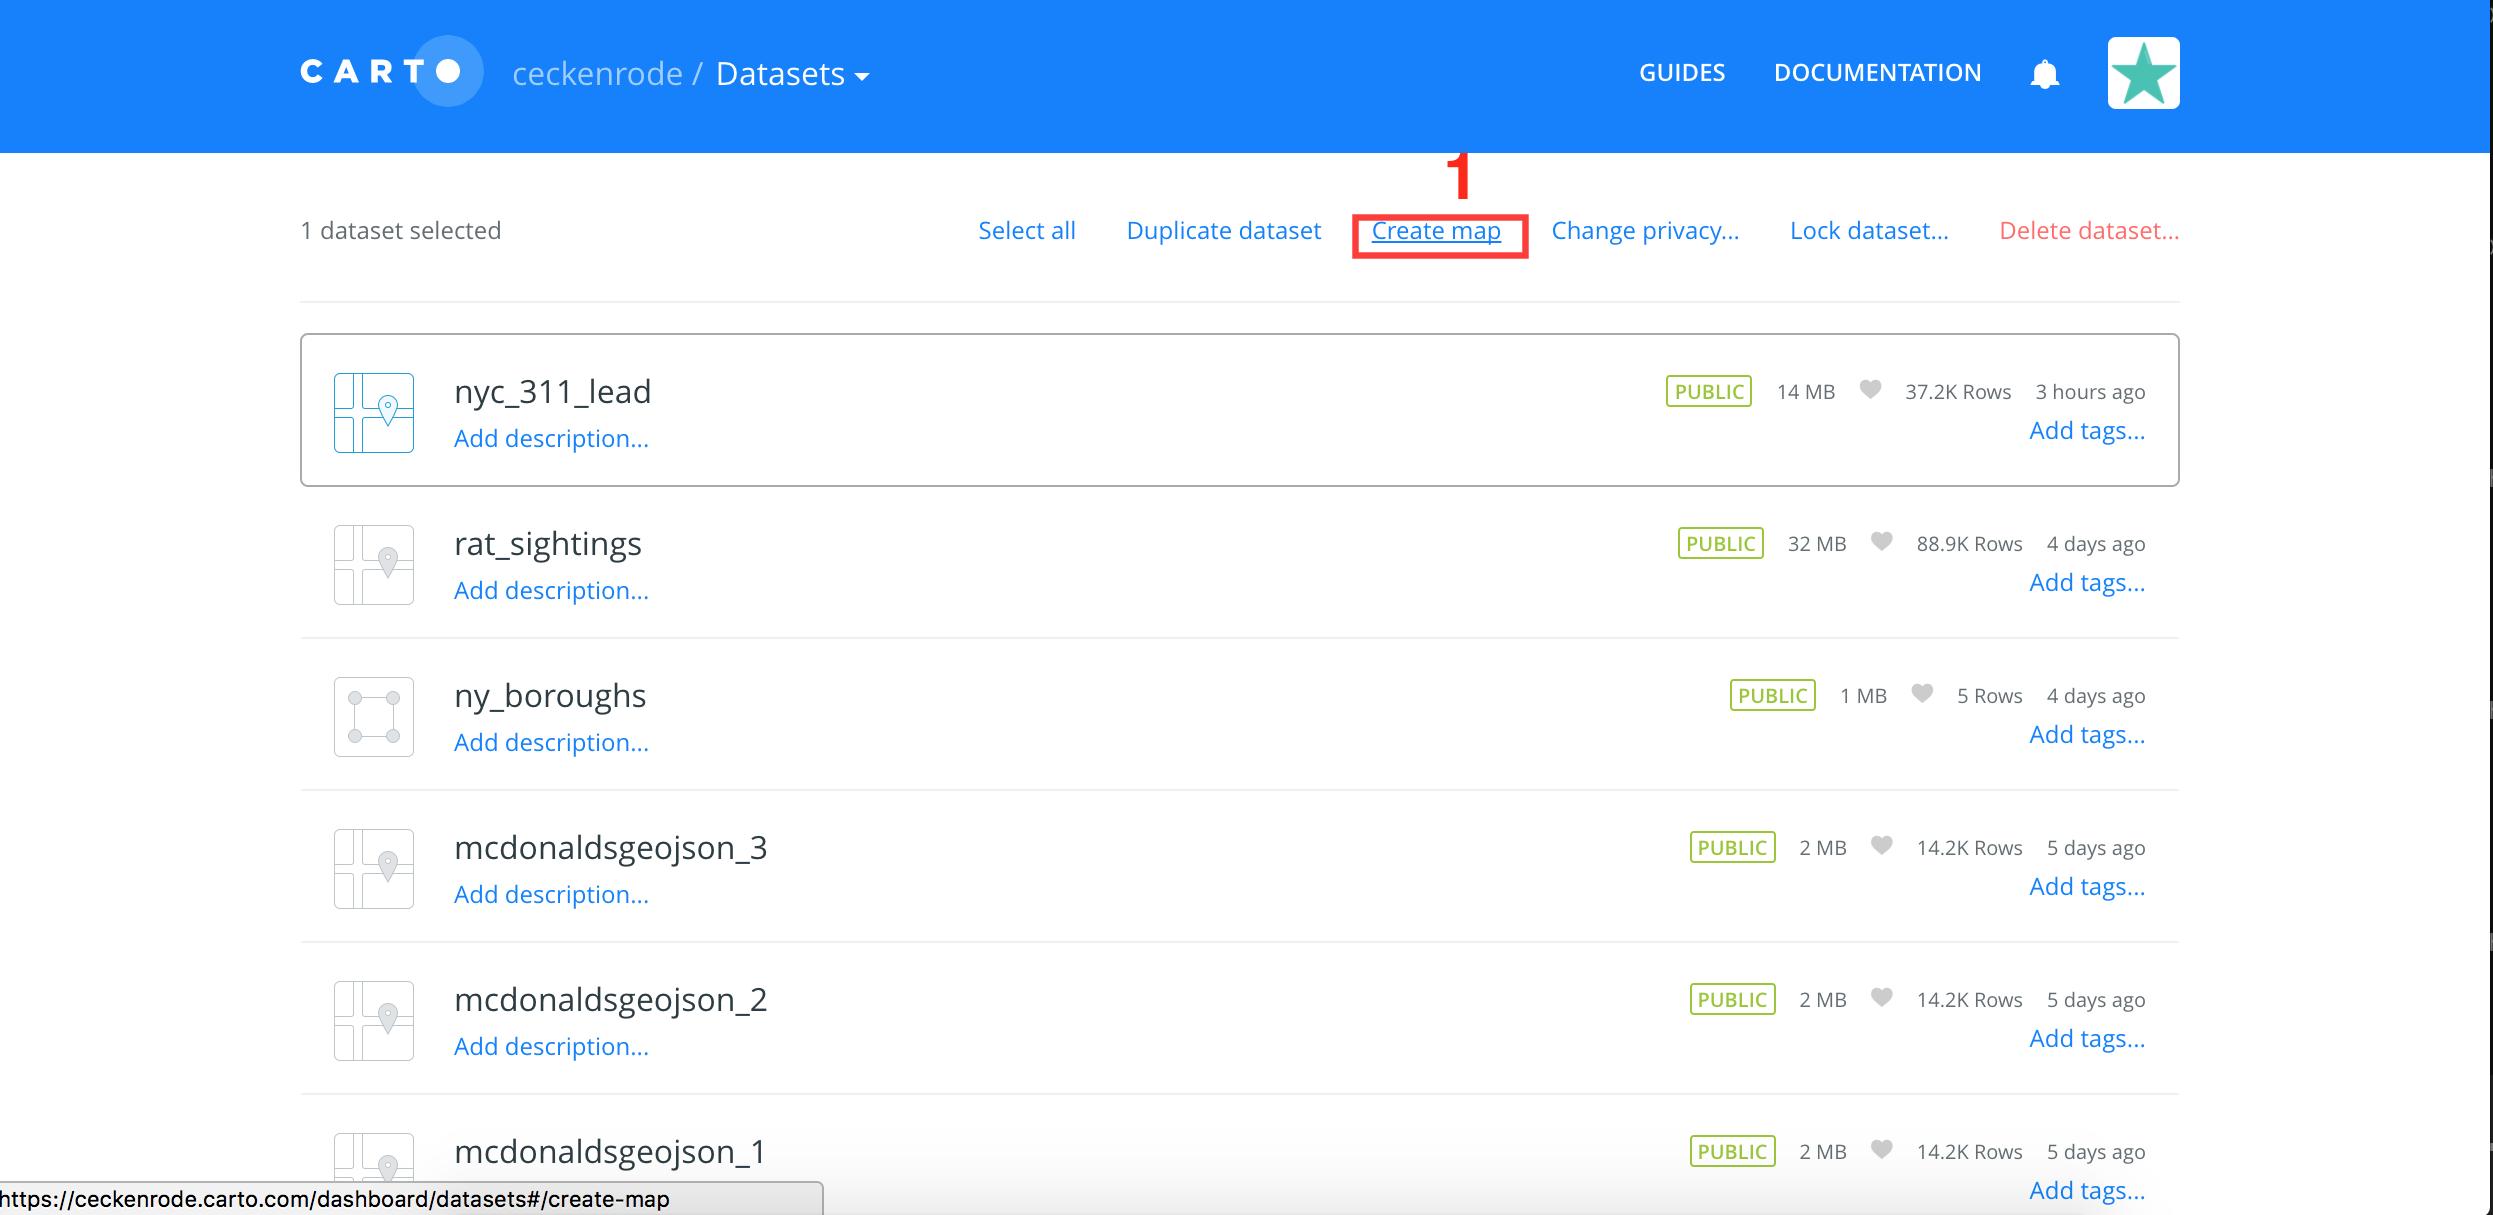 CARTO ceckenrode / Datasets GUIDES DOCUMENTATION
1
1 dataset selected Select all Duplicate dataset Create map Change privacy... Lock dataset... Delete dataset...
nyc_311_lead PUBLIC 14 MB 37.2K Rows 3 hours ago
Add description... Add tags...
rat_sightings PUBLIC 32 MB 88.9K Rows 4 days ago
Add description... Add tags...
ny_boroughs PUBLIC 1 MB 5 Rows 4 days ago
Add description... Add tags...
mcdonaldsgeojson_3 PUBLIC 2 MB 14.2K Rows 5 days ago
Add description... Add tags...
mcdonaldsgeojson_2 PUBLIC 2 MB 14.2K Rows 5 days ago
Add description... Add tags...
mcdonaldsgeojson_1 PUBLIC 2 MB 14.2K Rows 5 days ago
https://ceckenrode.carto.com/dashboard/datasets#/create-map Add tags...